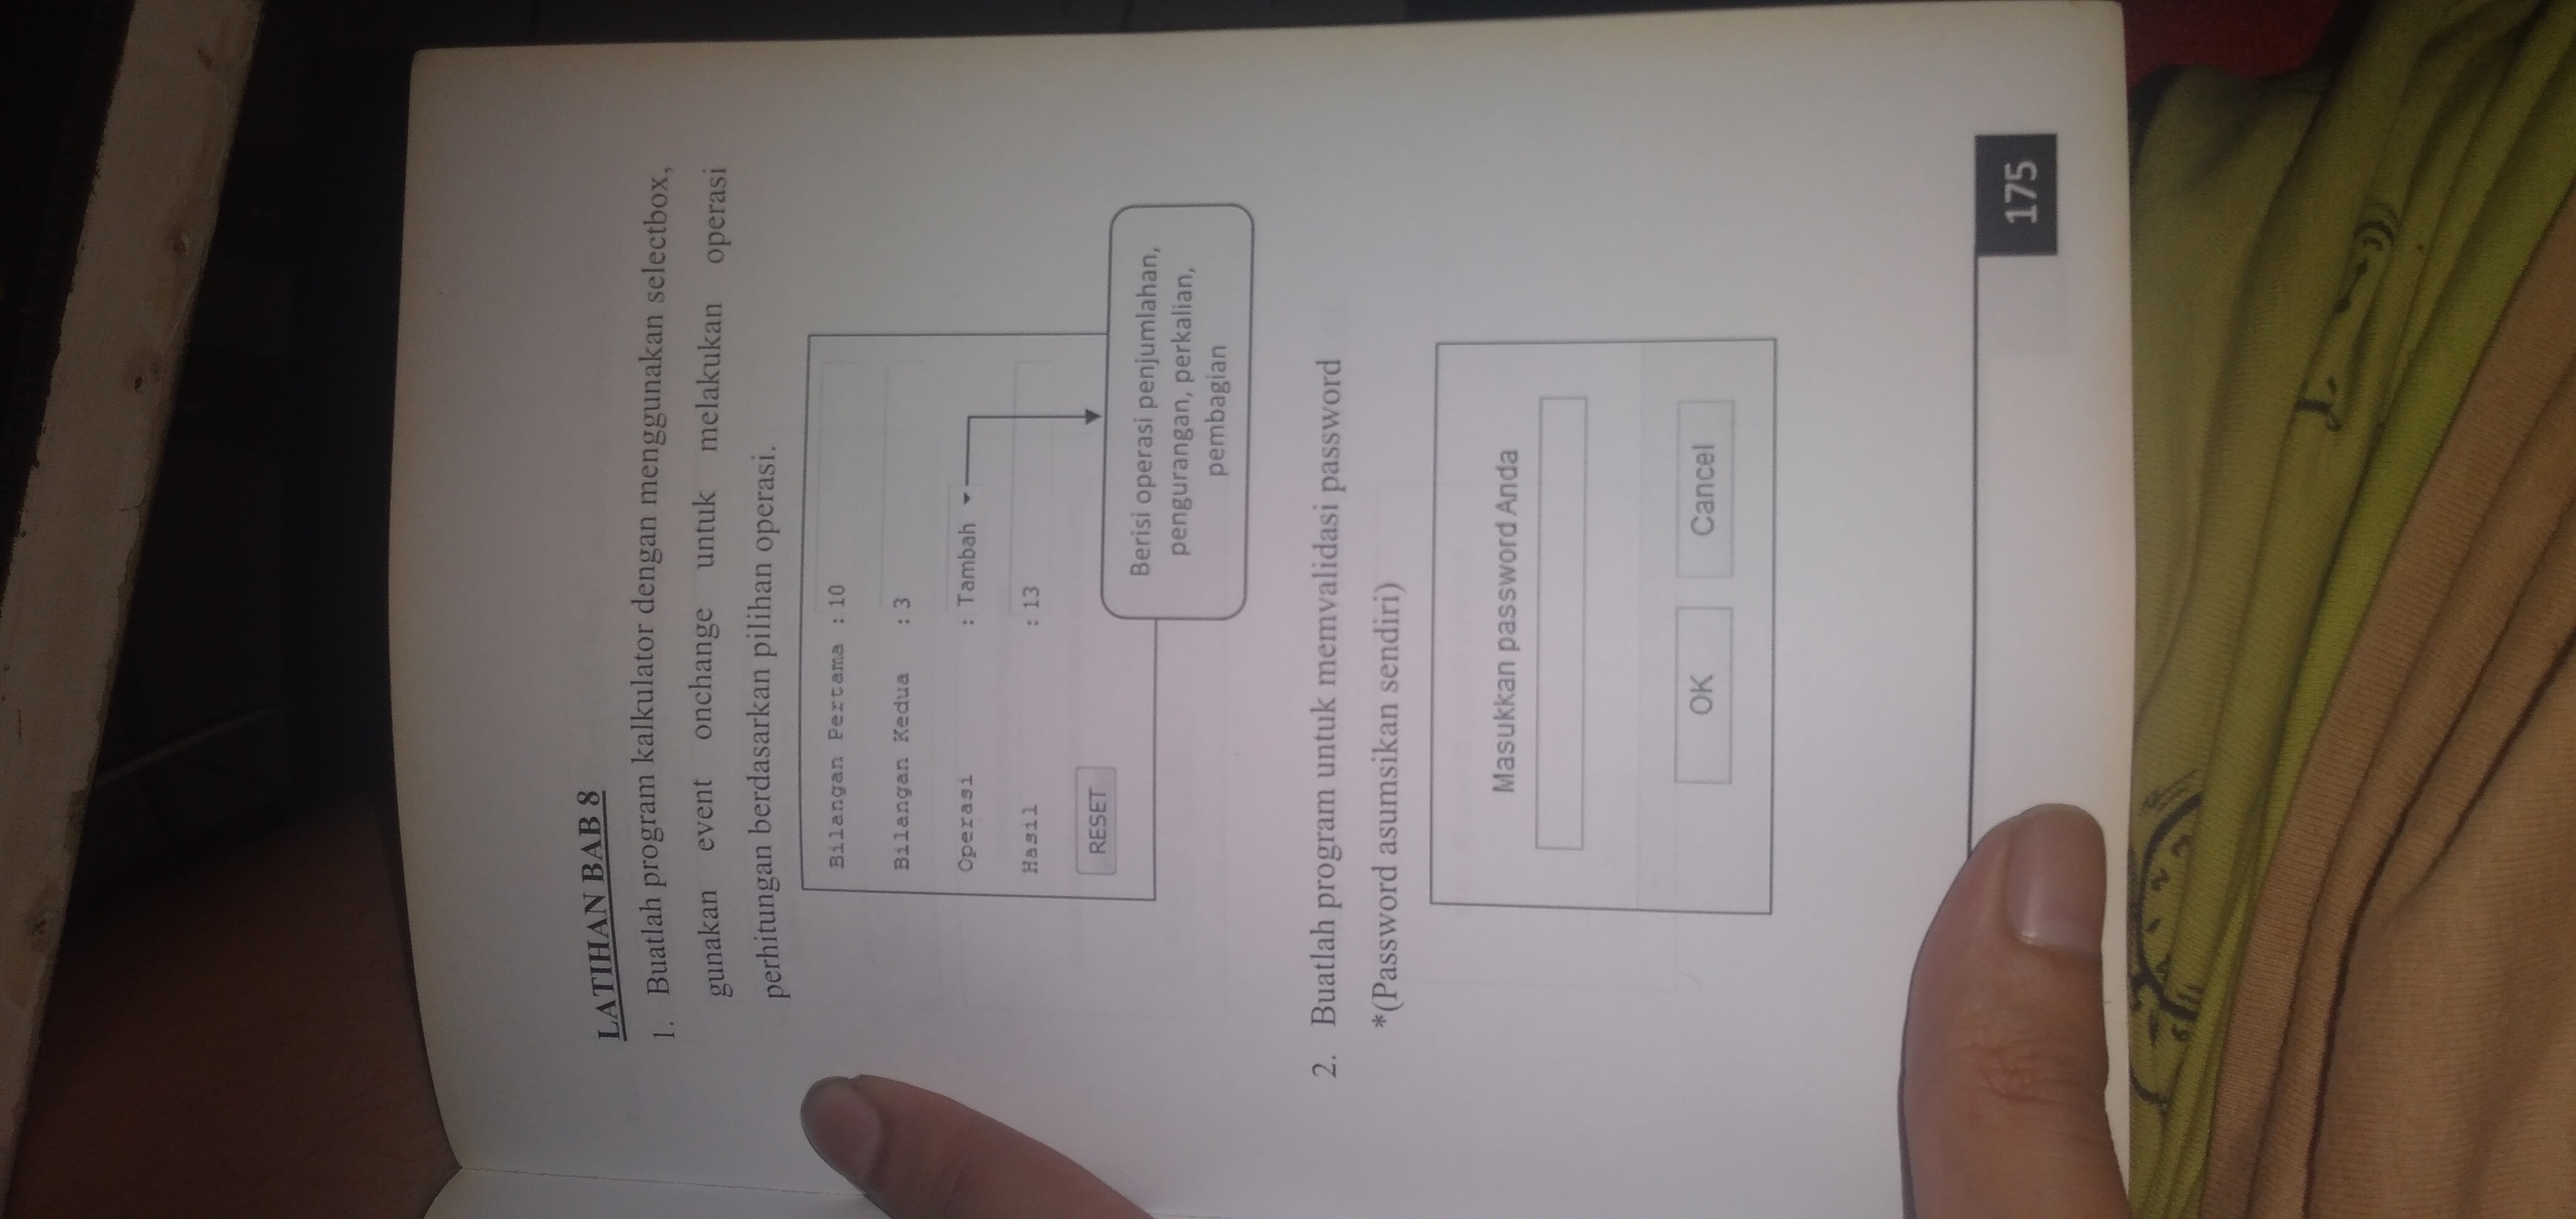 LATIHAN BAB 8
1. Buatlah program kalkulator dengan menggunakan selectbox,
gunakan event onchange untuk melakukan operasi
perhitungan berdasarkan pilihan operasi.
Bilangan Pertama : 10
Bilangan Kedua : 3
Operasi : Tambah
Hasil : 13
RESET
Berisi operasi penjumlahan,
pengurangan, perkalian,
pembagian
2. Buatlah program untuk memvalidasi password
*(Password asumsikan sendiri)
Masukkan password Anda
OK Cancel
175